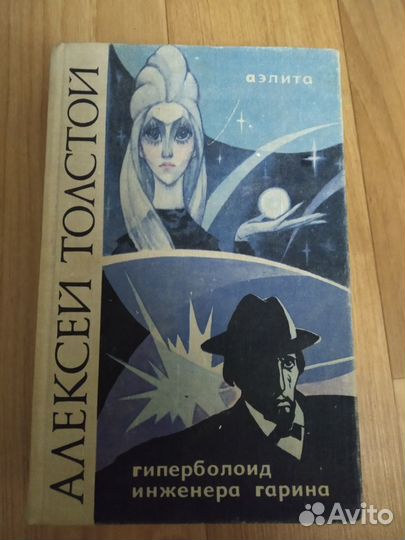 АЛЕКСЕЙ ТОЛСТОЙ
аэлита
гиперболоид
инженера гарина
Avito